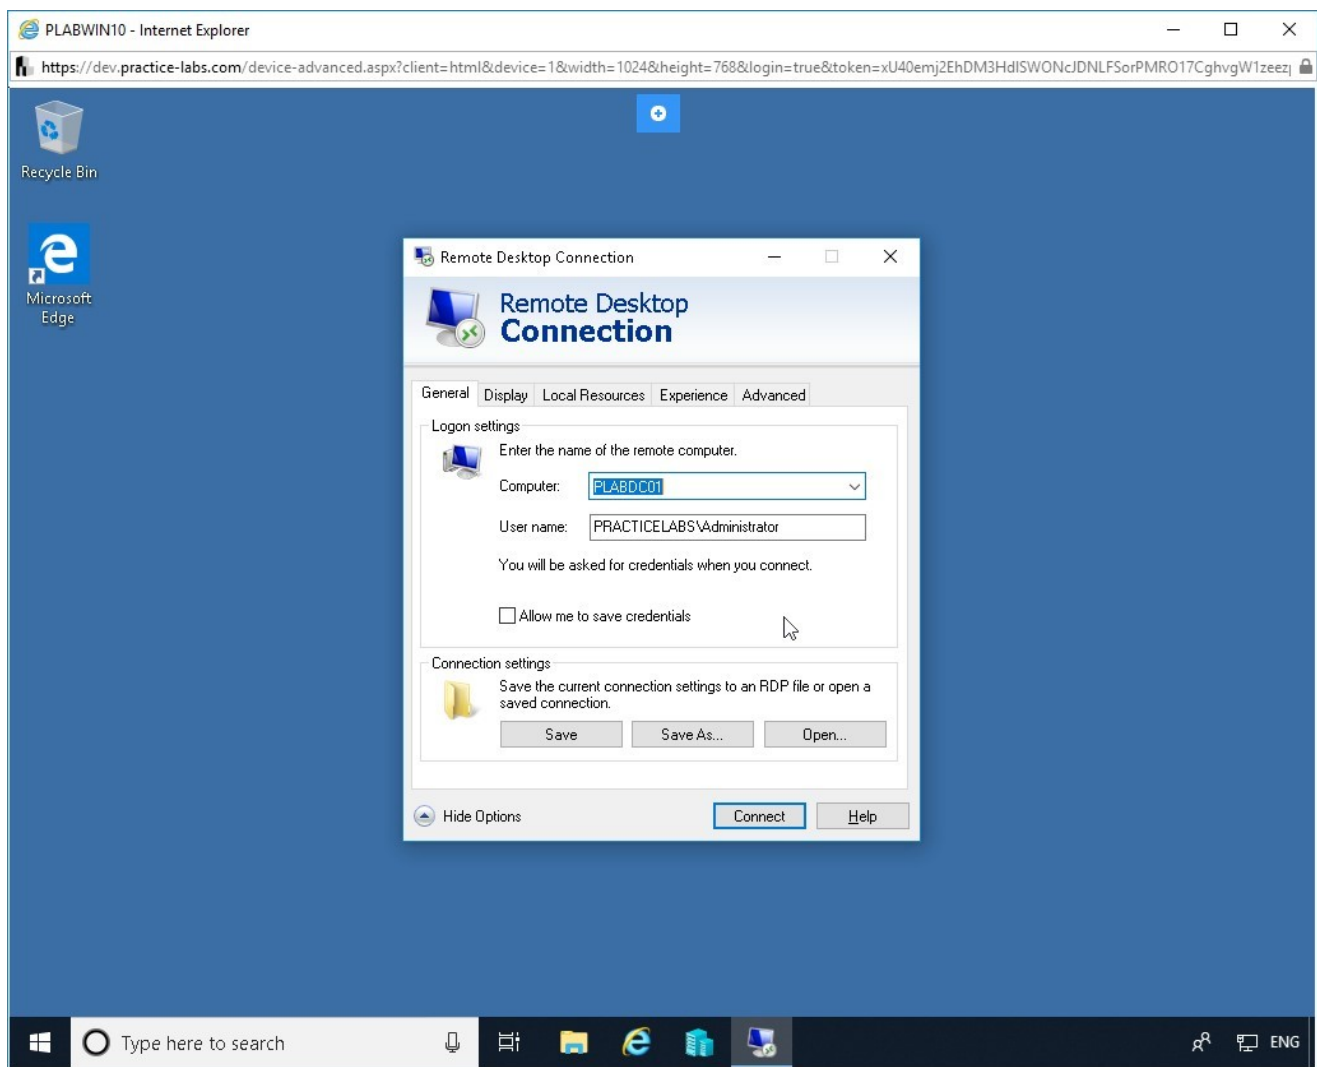 PLABWIN10 - Internet Explorer
https://dev.practice-labs.com/device-advanced.aspx?client=html&device=1&width=1024&height=768&login=true&token=
Recycle Bin
Microsoft
Edge
Remote Desktop Connection
Remote Desktop
Connection
General Display Local Resources Experience Advanced
Logon settings
Enter the name of the remote computer.
Computer: PLABDC01
User name: PRACTICELABS\Administrator
You will be asked for credentials when you connect.
Allow me to save credentials
Connection settings
Save the current connection settings to an RDP file or open a
saved connection.
Save Save As... Open...
Hide Options Connect Help
Type here to search ENG